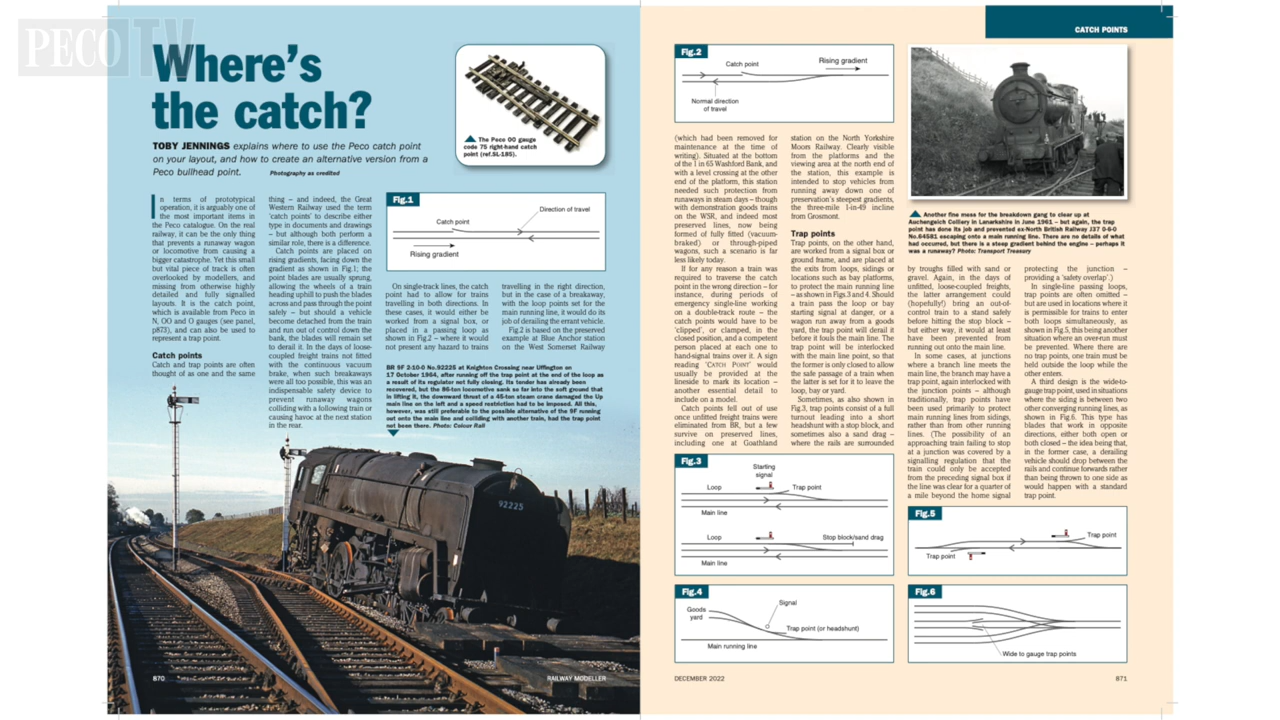 PECO TV
Where's
the catch?
TOBY JENNINGS explains where to use the Peco catch point
on your layout, and how to create an alternative version from a
Peco bullhead point. Photography as credited
The Peco OO gauge
code 75 right-hand catch
point (ref.SL-185).
In terms of prototypical
operation, it is arguably one of
the most important items in
the Peco catalogue. On the real
railway, it can be the only thing
that prevents a runaway wagon
or locomotive from causing a
bigger catastrophe. Yet this small
but vital piece of track is often
overlooked by modellers, and
missing from otherwise highly
detailed and fully signalled
layouts. It is the catch point,
which is available from Peco in
N, OO and O gauges (see panel,
p873), and can also be used to
represent a trap point.
Catch points
Catch and trap points are often
thought of as one and the same
thing – and indeed, the Great
Western Railway used the term
'catch points' to describe either
type in documents and drawings
– but although both perform a
similar role, there is a difference.
Catch points are placed on
rising gradients, facing down the
gradient as shown in Fig.1; the
point blades are usually sprung,
allowing the wheels of a train
heading uphill to push the blades
across and pass through the point
safely – but should a vehicle
become detached from the train
and run out of control down the
bank, the blades will remain set
to derail it. In the days of loose-
coupled freight trains not fitted
with the continuous vacuum
brake, when such breakaways
were all too possible, this was an
indispensable safety device to
prevent runaway wagons
colliding with a following train or
causing havoc at the next station
in the rear.
Fig.1
Direction of travel
Catch point
Rising gradient
On single-track lines, the catch
point had to allow for trains
travelling in both directions. In
these cases, it would either be
worked from a signal box, or
placed in a passing loop as
shown in Fig.2 – where it would
not present any hazard to trains
travelling in the right direction,
but in the case of a breakaway,
with the loop points set for the
main running line, it would do its
job of derailing the errant vehicle.
Fig.2 is based on the preserved
example at Blue Anchor station
on the West Somerset Railway
BR 9F 2-10-0 No.92225 at Knighton Crossing near Uffington on
17 October 1964, after running off the trap point at the end of the loop as
a result of its regulator not fully closing. Its tender has already been
recovered, but the 86-ton locomotive sank so far into the soft ground that
in lifting it, the downward thrust of a 45-ton steam crane damaged the Up
main line on the left and a speed restriction had to be imposed. All this,
however, was still preferable to the possible alternative of the 9F running
out onto the main line and colliding with another train, had the trap point
not been there. Photo: Colour Rail
92225
870
RAILWAY MODELLER
CATCH POINTS
Fig.2
Catch point
Rising gradient
Normal direction
of travel
(which had been removed for
maintenance at the time of
writing). Situated at the bottom
of the 1 in 65 Washford Bank, and
with a level crossing at the other
end of the platform, this station
needed such protection from
runaways in steam days – though
with demonstration goods trains
on the WSR, and indeed most
preserved lines, now being
formed of fully fitted (vacuum-
braked) or through-piped
wagons, such a scenario is far
less likely today.
If for any reason a train was
required to traverse the catch
point in the wrong direction – for
instance, during periods of
emergency single-line working
on a double-track route – the
catch points would have to be
'clipped', or clamped, in the
closed position, and a competent
person placed at each one to
hand-signal trains over it. A sign
reading 'CATCH POINT' would
usually be provided at the
lineside to mark its location –
another essential detail to
include on a model.
Catch points fell out of use
once unfitted freight trains were
eliminated from BR, but a few
survive on preserved lines,
including one at Goathland
station on the North Yorkshire
Moors Railway. Clearly visible
from the platforms and the
viewing area at the north end of
the station, this example is
intended to stop vehicles from
running away down one of
preservation's steepest gradients,
the three-mile 1-in-49 incline
from Grosmont.
Trap points
Trap points, on the other hand,
are worked from a signal box or
ground frame, and are placed at
the exits from loops, sidings or
locations such as bay platforms,
to protect the main running line
– as shown in Figs.3 and 4. Should
a train pass the loop or bay
starting signal at danger, or a
wagon run away from a goods
yard, the trap point will derail it
before it fouls the main line. The
trap point will be interlocked
with the main line point, so that
the former is only closed to allow
the safe passage of a train when
the latter is set for it to leave the
loop, bay or yard.
Sometimes, as also shown in
Fig.3, trap points consist of a full
turnout leading into a short
headshunt with a stop block, and
sometimes also a sand drag –
where the rails are surrounded
Another fine mess for the breakdown gang to clear up at
Auchengeich Colliery in Lanarkshire in June 1961 – but again, the trap
point has done its job and prevented ex-North British Railway J37 0-6-0
No.64581 escaping onto a main running line. There are no details of what
had occurred, but there is a steep gradient behind the engine – perhaps it
was a runaway? Photo: Transport Treasury
by troughs filled with sand or
gravel. Again, in the days of
unfitted, loose-coupled freights,
the latter arrangement could
(hopefully!) bring an out-of-
control train to a stand safely
before hitting the stop block –
but either way, it would at least
have been prevented from
running out onto the main line.
In some cases, at junctions
where a branch line meets the
main line, the branch may have a
trap point, again interlocked with
the junction points – although
traditionally, trap points have
been used primarily to protect
main running lines from sidings,
rather than from other running
lines. (The possibility of an
approaching train failing to stop
at a junction was covered by a
signalling regulation that the
train could only be accepted
from the preceding signal box if
the line was clear for a quarter of
a mile beyond the home signal
protecting the junction –
providing a 'safety overlap'.)
In single-line passing loops,
trap points are often omitted –
but are used in locations where it
is permissible for trains to enter
both loops simultaneously, as
shown in Fig.5, this being another
situation where an over-run must
be prevented. Where there are
no trap points, one train must be
held outside the loop while the
other enters.
A third design is the wide-to-
gauge trap point, used in situations
where the siding is between two
other converging running lines, as
shown in Fig.6. This type has
blades that work in opposite
directions, either both open or
both closed – the idea being that,
in the former case, a derailing
vehicle should drop between the
rails and continue forwards rather
than being thrown to one side as
would happen with a standard
trap point.
Fig.3
Starting
signal
Loop
Trap point
Main line
Loop
Stop block/sand drag
Main line
Fig.4
Signal
Goods
yard
Trap point (or headshunt)
Main running line
Fig.5
Trap point
Trap point
Fig.6
Wide to gauge trap points
DECEMBER 2022
871